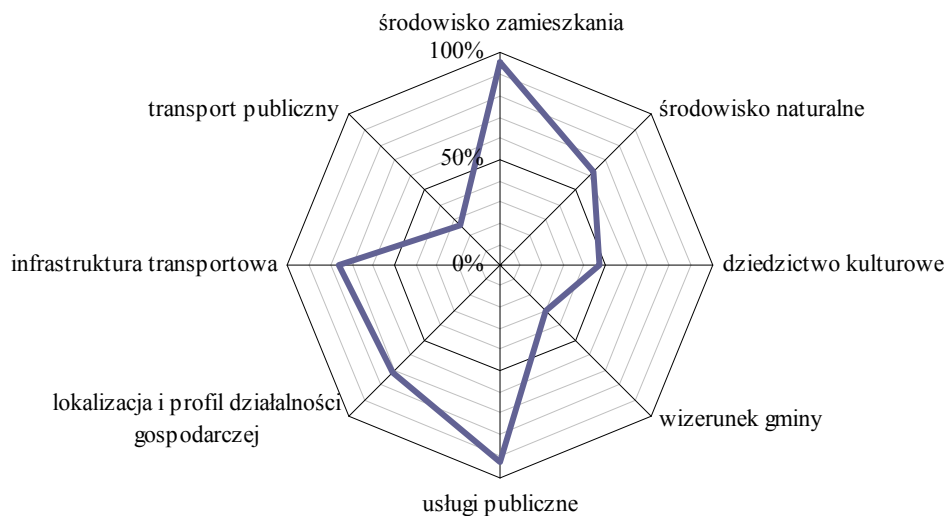 środowisko zamieszkania
100%
transport publiczny
środowisko naturalne
50%
infrastruktura transportowa
0%
dziedzictwo kulturowe
lokalizacja i profil działalności
gospodarczej
wizerunek gminy
usługi publiczne